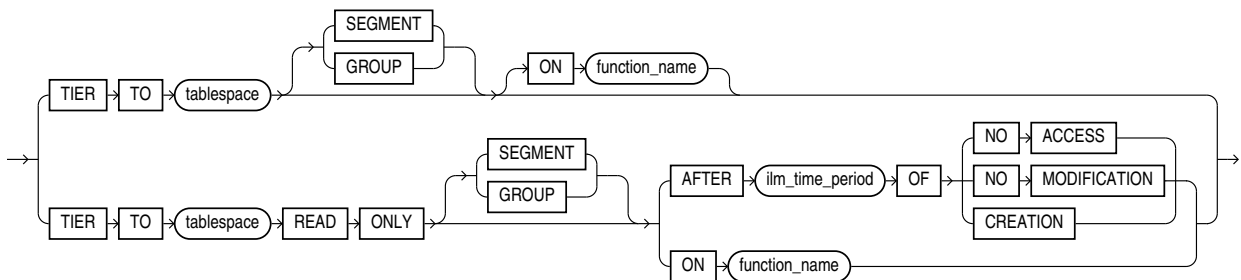 SEGMENT
GROUP
TIER TO tablespace ON function_name
SEGMENT
GROUP
TIER TO tablespace READ ONLY
AFTER ilm_time_period OF
NO ACCESS
NO MODIFICATION
CREATION
ON function_name